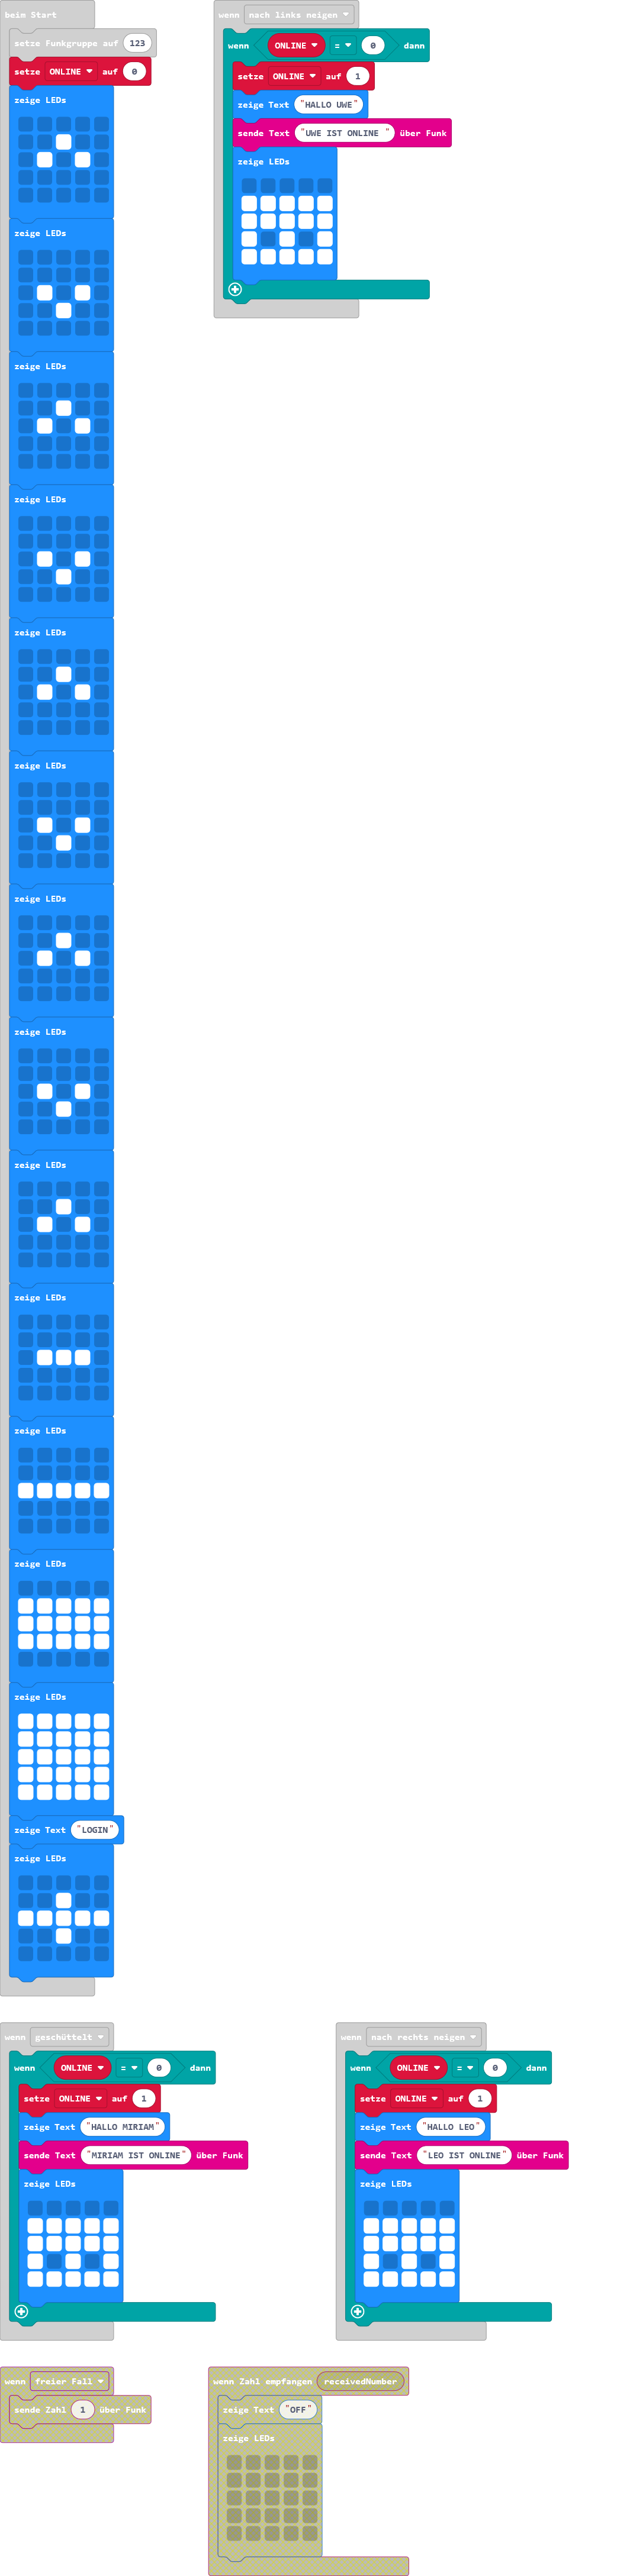 beim Start
setze Funkgruppe auf 123
setze ONLINE auf 0
zeige LEDs
zeige LEDs
zeige LEDs
zeige LEDs
zeige LEDs
zeige LEDs
zeige LEDs
zeige LEDs
zeige LEDs
zeige LEDs
zeige LEDs
zeige LEDs
zeige LEDs
zeige Text "LOGIN"
zeige LEDs
wenn nach links neigen
wenn ONLINE = 0 dann
setze ONLINE auf 1
zeige Text "HALLO UWE"
sende Text "UWE IST ONLINE " über Funk
zeige LEDs
wenn geschüttelt
wenn ONLINE = 0 dann
setze ONLINE auf 1
zeige Text "HALLO MIRIAM"
sende Text "MIRIAM IST ONLINE" über Funk
zeige LEDs
wenn nach rechts neigen
wenn ONLINE = 0 dann
setze ONLINE auf 1
zeige Text "HALLO LEO"
sende Text "LEO IST ONLINE" über Funk
zeige LEDs
wenn freier Fall
sende Zahl 1 über Funk
wenn Zahl empfangen receivedNumber
zeige Text "OFF"
zeige LEDs